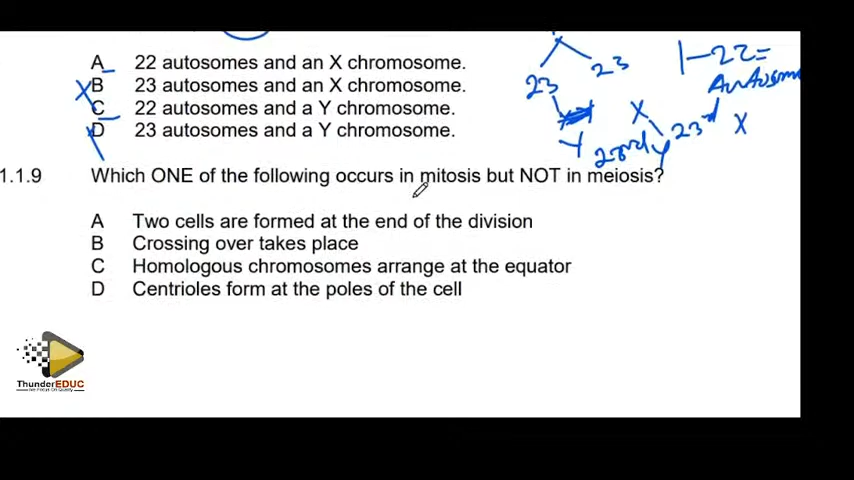 A 22 autosomes and an X chromosome.
B 23 autosomes and an X chromosome.
C 22 autosomes and a Y chromosome.
D 23 autosomes and a Y chromosome.
23 23
1-22=
Autosome
X
Y 23rd Y 23rd X
1.1.9 Which ONE of the following occurs in mitosis but NOT in meiosis?
A Two cells are formed at the end of the division
B Crossing over takes place
C Homologous chromosomes arrange at the equator
D Centrioles form at the poles of the cell
ThunderEDUC